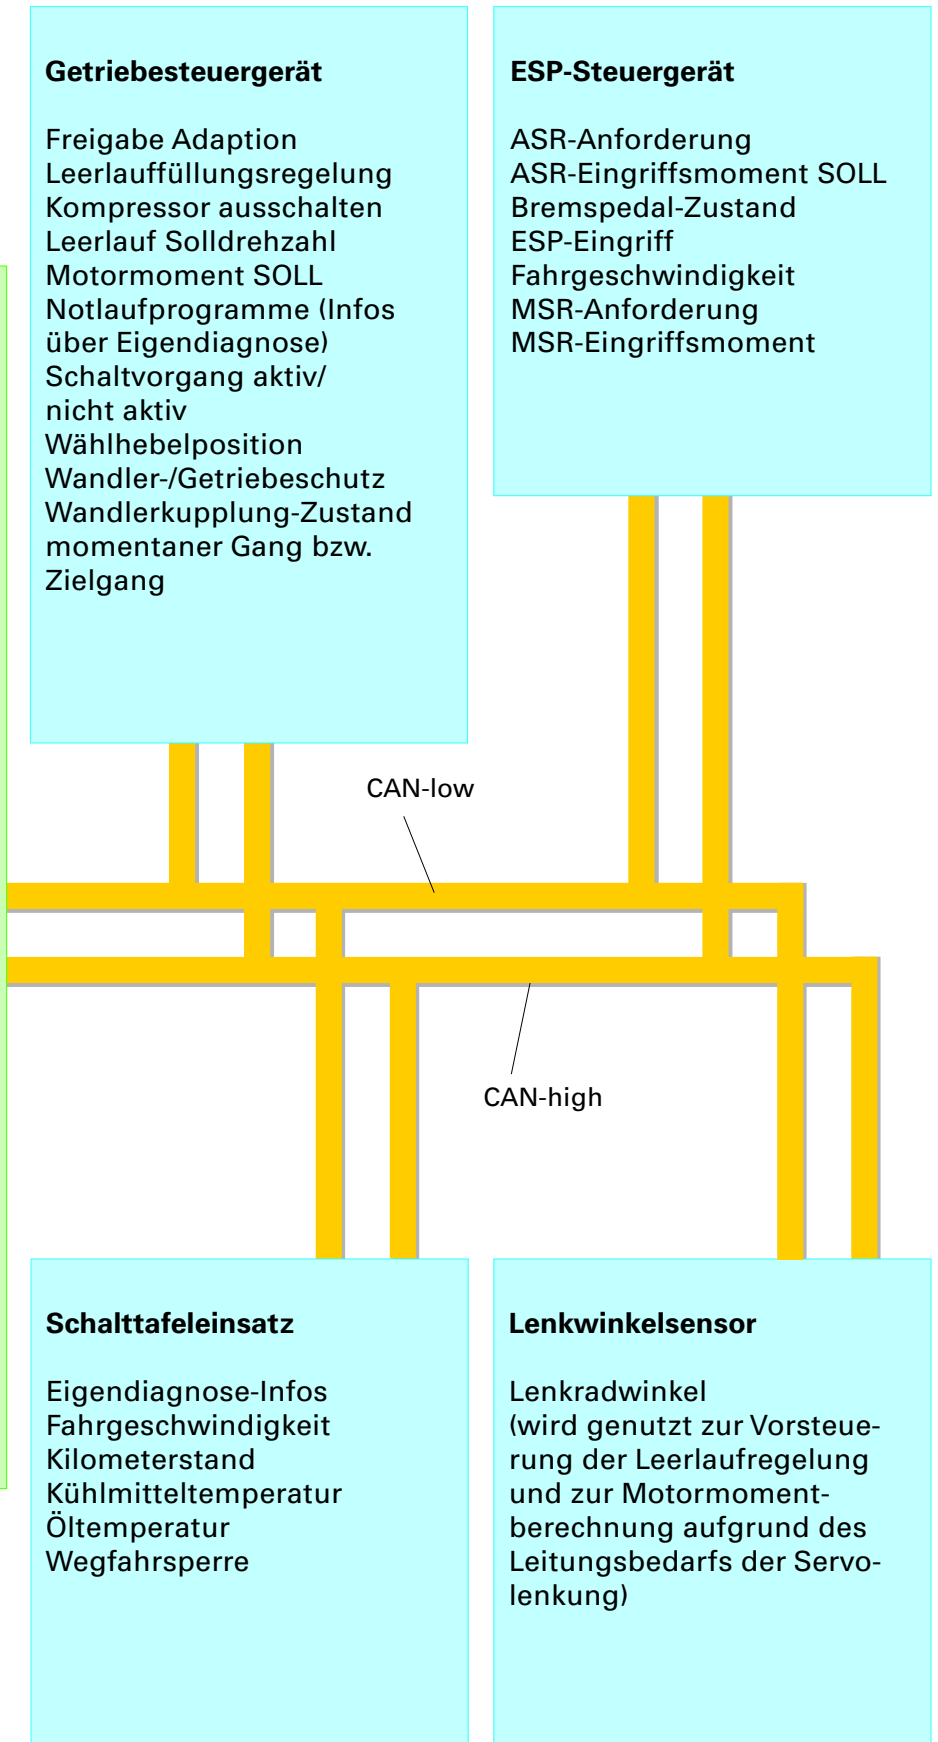 Getriebesteuergerät
Freigabe Adaption
Leerlauffüllungsregelung
Kompressor ausschalten
Leerlauf Solldrehzahl
Motormoment SOLL
Notlaufprogramme (Infos
über Eigendiagnose)
Schaltvorgang aktiv/
nicht aktiv
Wählhebelposition
Wandler-/Getriebeschutz
Wandlerkupplung-Zustand
momentaner Gang bzw.
Zielgang
ESP-Steuergerät
ASR-Anforderung
ASR-Eingriffsmoment SOLL
Bremspedal-Zustand
ESP-Eingriff
Fahrgeschwindigkeit
MSR-Anforderung
MSR-Eingriffsmoment
CAN-low
CAN-high
Schalttafeleinsatz
Eigendiagnose-Infos
Fahrgeschwindigkeit
Kilometerstand
Kühlmitteltemperatur
Öltemperatur
Wegfahrsperre
Lenkwinkelsensor
Lenkradwinkel
(wird genutzt zur Vorsteue-
rung der Leerlaufregelung
und zur Motormoment-
berechnung aufgrund des
Leitungsbedarfs der Servo-
lenkung)